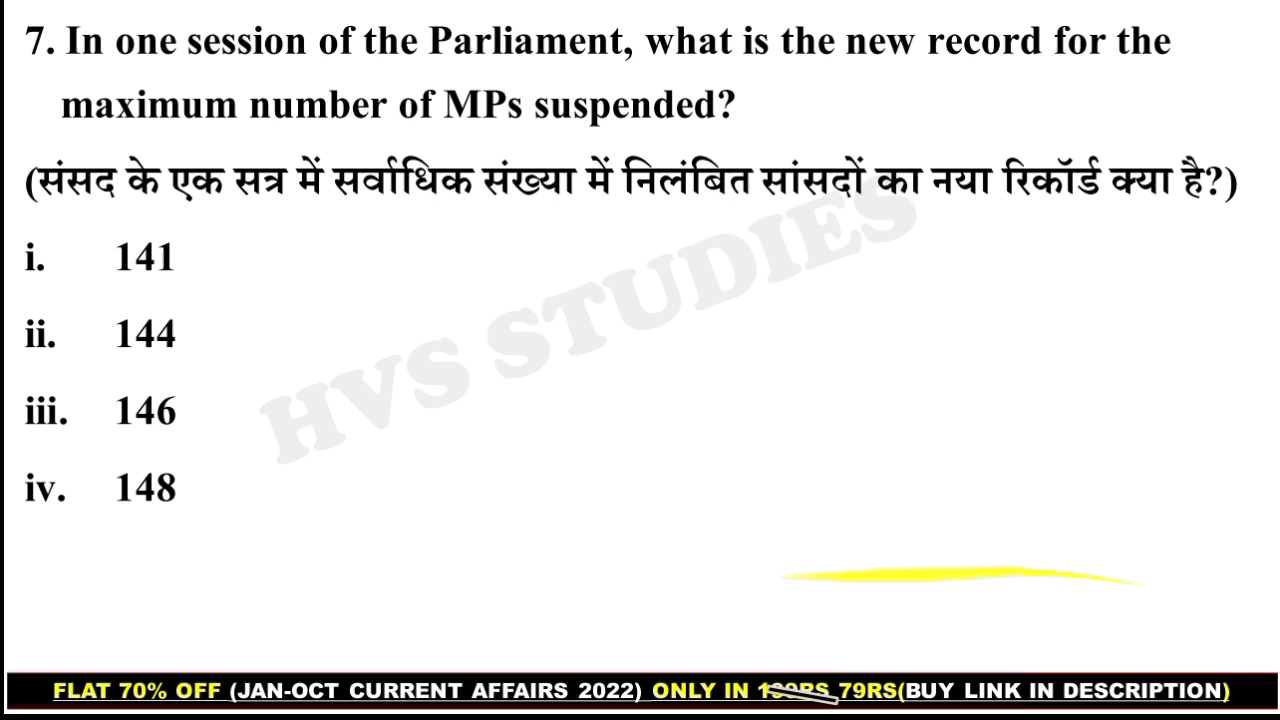 7. In one session of the Parliament, what is the new record for the
maximum number of MPs suspended?
(संसद के एक सत्र में सर्वाधिक संख्या में निलंबित सांसदों का नया रिकॉर्ड क्या है?)
i. 141
ii. 144
iii. 146
iv. 148
HVS STUDIES
FLAT 70% OFF (JAN-OCT CURRENT AFFAIRS 2022) ONLY IN 79RS(BUY LINK IN DESCRIPTION)